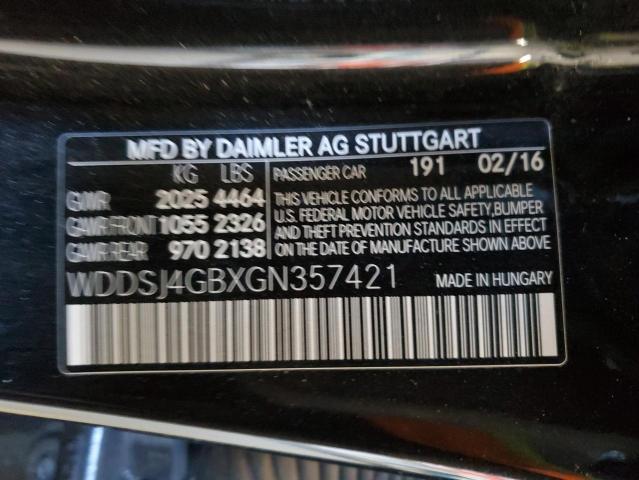 MFD BY DAIMLER AG STUTTGART
KG LBS
GVWR 2025 4464
GAWR FRONT 1055 2326
GAWR REAR 970 2138
PASSENGER CAR 191 02/16
THIS VEHICLE CONFORMS TO ALL APPLICABLE
U.S. FEDERAL MOTOR VEHICLE SAFETY,BUMPER
AND THEFT PREVENTION STANDARDS IN EFFECT
ON THE DATE OF MANUFACTURE SHOWN ABOVE
WDDSJ4GBXGN357421 MADE IN HUNGARY